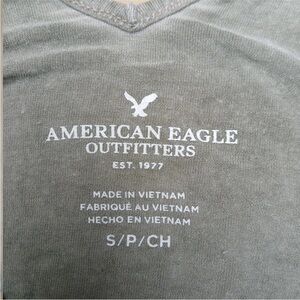 AMERICAN EAGLE
OUTFITTERS
EST. 1977
MADE IN VIETNAM
FABRIQUÉ AU VIETNAM
HECHO EN VIETNAM
S/P/CH